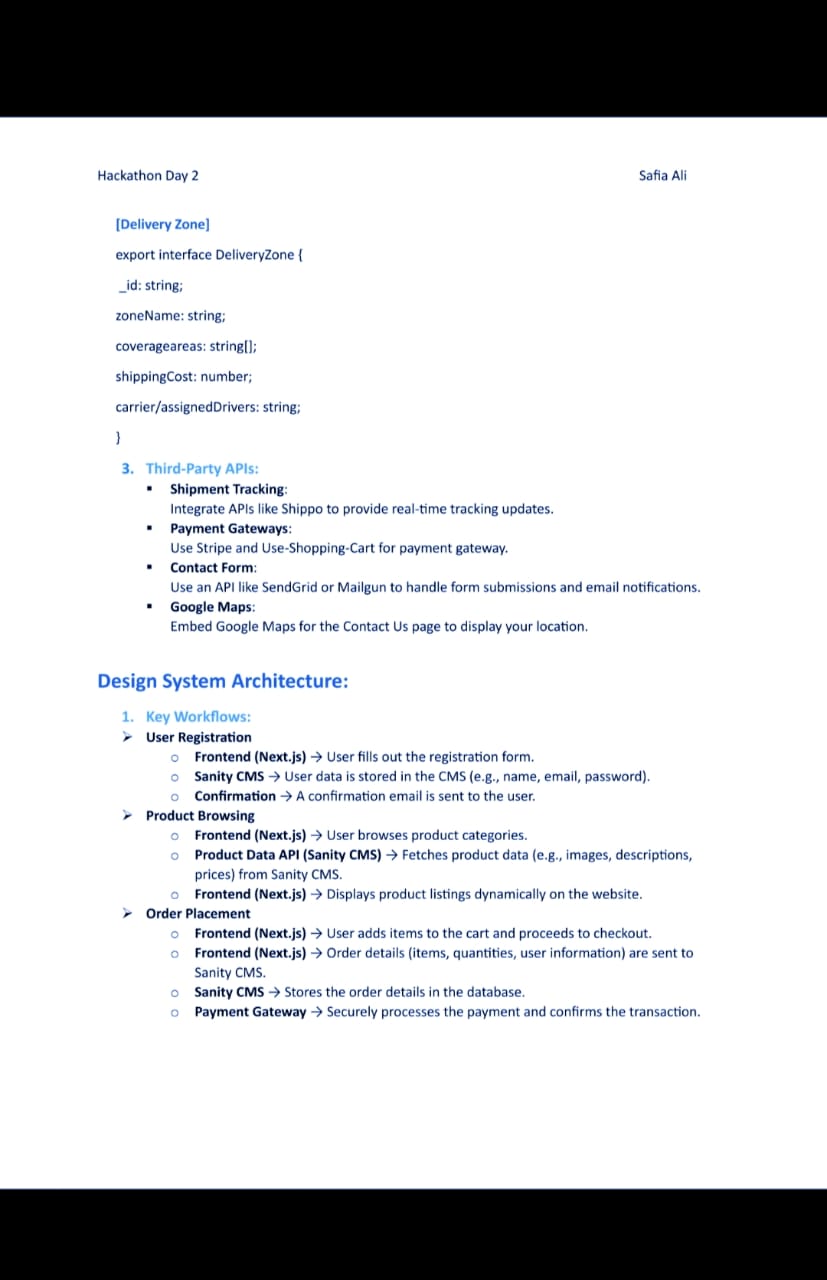 Hackathon Day 2 Safia Ali
[Delivery Zone]
export interface DeliveryZone {
_id: string;
zoneName: string;
coverageareas: string[];
shippingCost: number;
carrier/assignedDrivers: string;
}
3. Third-Party APIs:
▪ Shipment Tracking:
Integrate APIs like Shippo to provide real-time tracking updates.
▪ Payment Gateways:
Use Stripe and Use-Shopping-Cart for payment gateway.
▪ Contact Form:
Use an API like SendGrid or Mailgun to handle form submissions and email notifications.
▪ Google Maps:
Embed Google Maps for the Contact Us page to display your location.
Design System Architecture:
1. Key Workflows:
➢ User Registration
○ Frontend (Next.js) → User fills out the registration form.
○ Sanity CMS → User data is stored in the CMS (e.g., name, email, password).
○ Confirmation → A confirmation email is sent to the user.
➢ Product Browsing
○ Frontend (Next.js) → User browses product categories.
○ Product Data API (Sanity CMS) → Fetches product data (e.g., images, descriptions,
prices) from Sanity CMS.
○ Frontend (Next.js) → Displays product listings dynamically on the website.
➢ Order Placement
○ Frontend (Next.js) → User adds items to the cart and proceeds to checkout.
○ Frontend (Next.js) → Order details (items, quantities, user information) are sent to
Sanity CMS.
○ Sanity CMS → Stores the order details in the database.
○ Payment Gateway → Securely processes the payment and confirms the transaction.